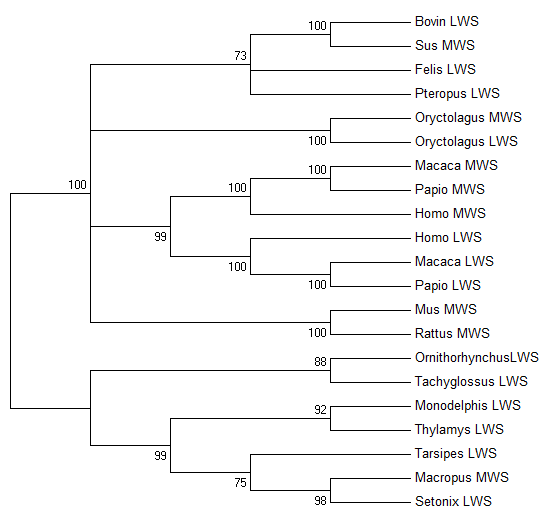 100
Bovin LWS
Sus MWS
73
Felis LWS
Pteropus LWS
Oryctolagus MWS
100
Oryctolagus LWS
100
Macaca MWS
100
100
Papio MWS
Homo MWS
99
Homo LWS
100
Macaca LWS
100
Papio LWS
Mus MWS
100
Rattus MWS
88
OrnithorhynchusLWS
Tachyglossus LWS
92
Monodelphis LWS
Thylamys LWS
99
Tarsipes LWS
75
Macropus MWS
98
Setonix LWS